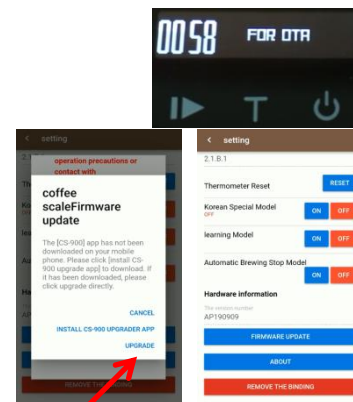 00 58 FOR OTA
T
setting
operation precautions or
contact with
coffee
scaleFirmware
update
The [CS-900] app has not been
downloaded on your mobile
phone. Please click [install CS-
900 upgrade app] to download. If
it has been downloaded, please
click upgrade directly.
CANCEL
INSTALL CS-900 UPGRADER APP
UPGRADE
REMOVE THE BINDING
setting
2.1.B.1
Thermometer Reset RESET
Korean Special Model
OFF
ON OFF
learning Model
ON OFF
Automatic Brewing Stop Model
ON OFF
Hardware information
The version number
AP190909
FIRMWARE UPDATE
ABOUT
REMOVE THE BINDING